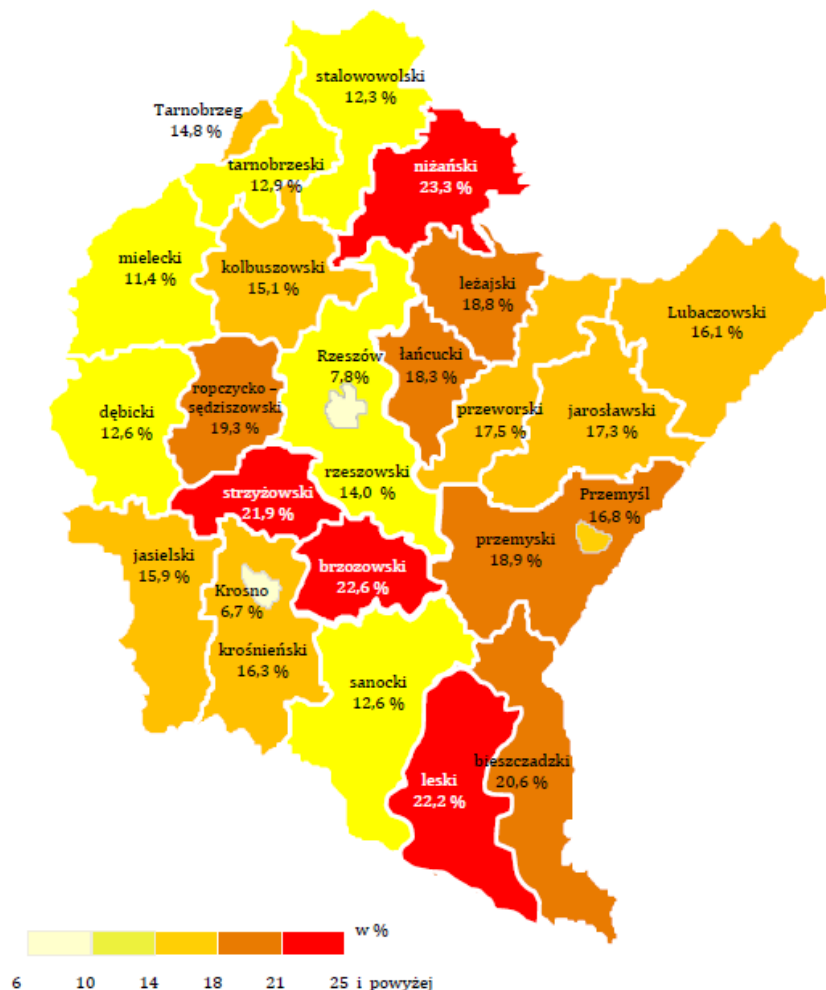 stalowowolski
12,3 %
Tarnobrzeg
14,8 %
tarnobrzeski
12,9 %
niżański
23,3 %
mielecki
11,4 %
kolbuszowski
15,1 %
leżajski
18,8 %
Lubaczowski
16,1 %
Rzeszów
7,8%
łańcucki
18,3 %
ropczycko –
sędziszowski
19,3 %
dębicki
12,6 %
przeworski
17,5 %
jarosławski
17,3 %
rzeszowski
14,0 %
strzyżowski
21,9 %
Przemyśl
16,8 %
przemyski
18,9 %
jasielski
15,9 %
brzozowski
22,6 %
Krosno
6,7 %
krośnieński
16,3 %
sanocki
12,6 %
bieszczadzki
20,6 %
leski
22,2 %
w %
6 10 14 18 21 25 i powyżej